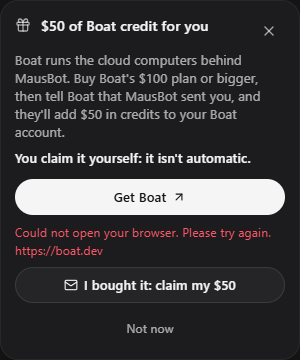 $50 of Boat credit for you
Boat runs the cloud computers behind
MausBot. Buy Boat's $100 plan or bigger,
then tell Boat that MausBot sent you, and
they'll add $50 in credits to your Boat
account.
You claim it yourself: it isn't automatic.
Get Boat
Could not open your browser. Please try again.
https://boat.dev
I bought it: claim my $50
Not now